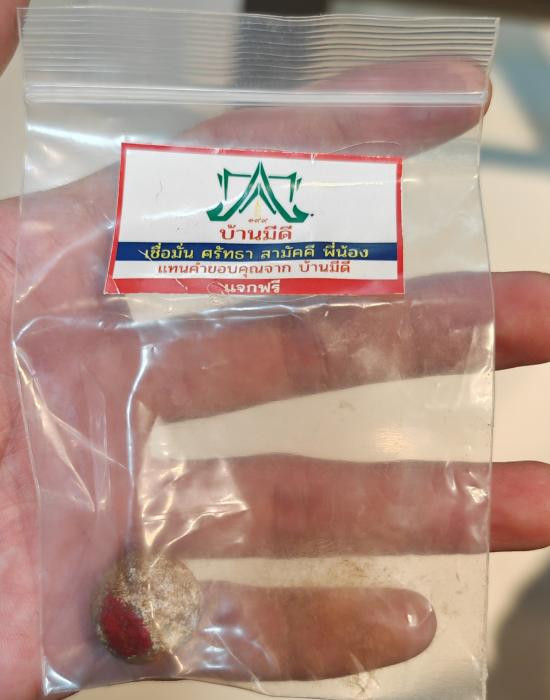 ๑๙๙
บ้านมีดี
เชื่อมั่น ศรัทธา สามัคคี พี่น้อง
แทนคำขอบคุณจาก บ้านมีดี
แจกฟรี